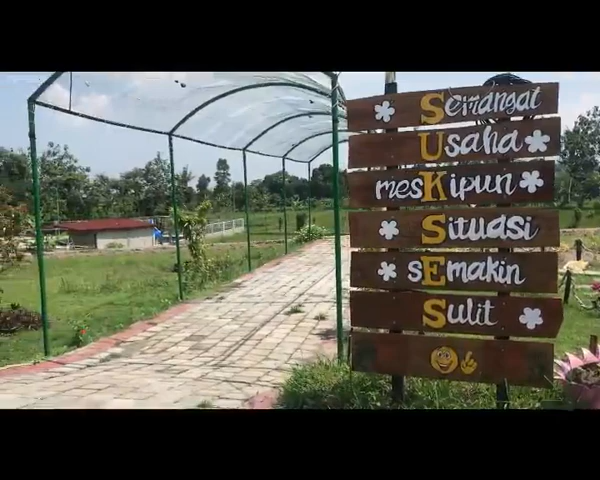 Semangat
Usaha
mesKipun
SituaSi
sEmakin
Sulit